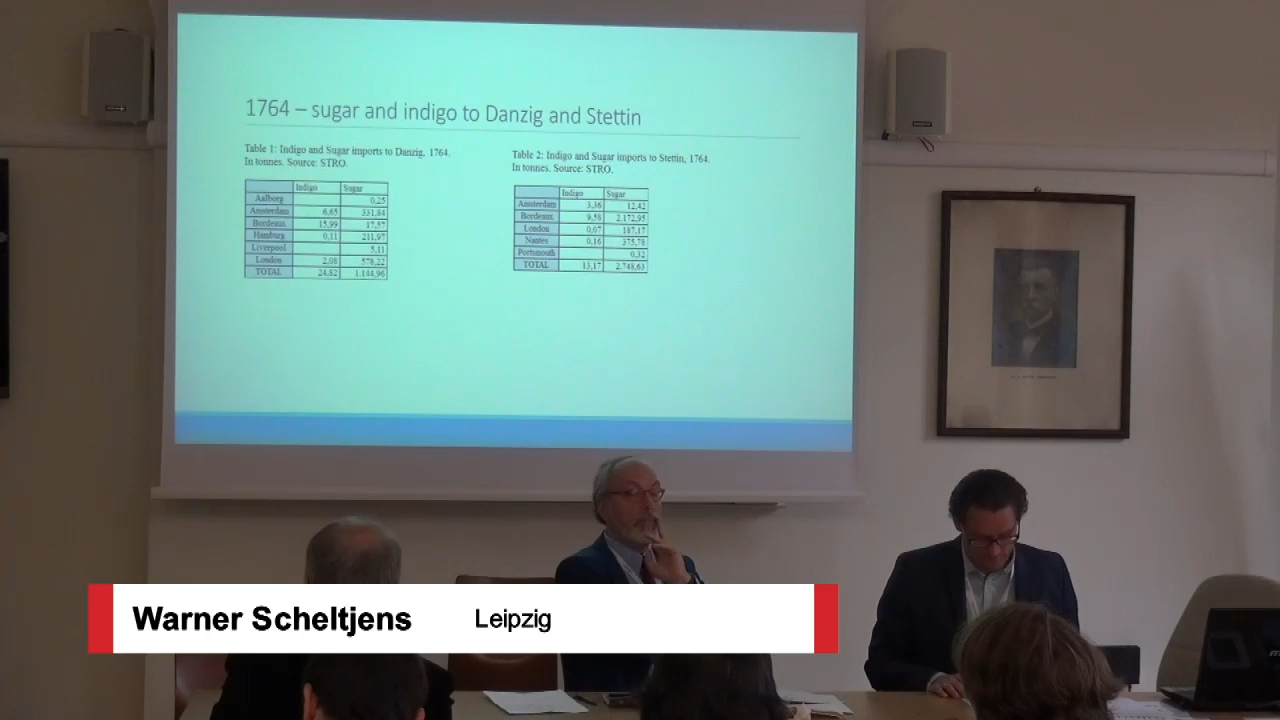 1764 – sugar and indigo to Danzig and Stettin
Table 1: Indigo and Sugar imports to Danzig, 1764.
In tonnes. Source: STRO.
Indigo Sugar
Aalborg 0,25
Amsterdam 6,65 331,84
Bordeaux 15,99 17,57
Hamburg 0,11 211,97
Liverpool 5,11
London 2,08 578,22
TOTAL 24,82 1.144,96
Table 2: Indigo and Sugar imports to Stettin, 1764.
In tonnes. Source: STRO.
Indigo Sugar
Amsterdam 3,36 12,42
Bordeaux 9,58 2.172,95
London 0,07 187,17
Nantes 0,16 375,78
Portsmouth 0,32
TOTAL 13,17 2.748,63
Warner Scheltjens Leipzig